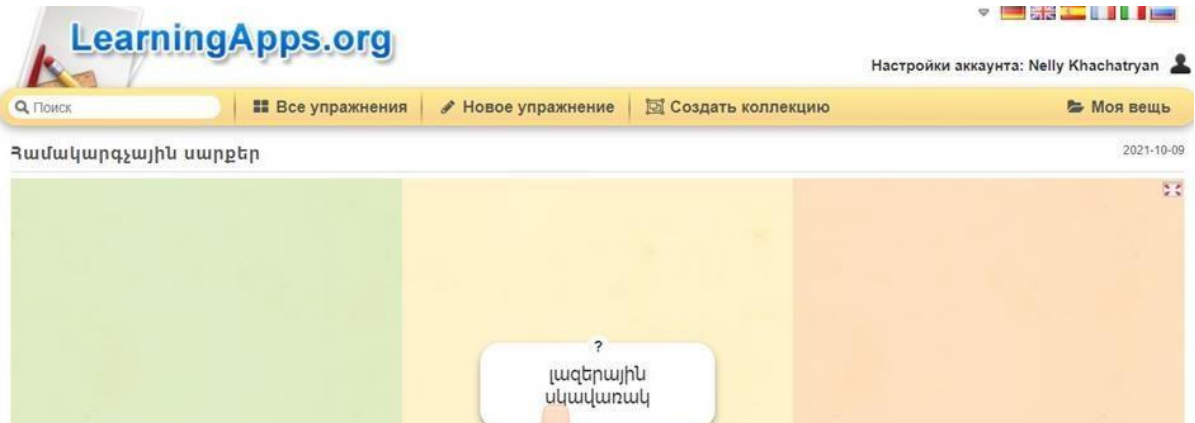 LearningApps.org
Настройки аккаунта: Nelly Khachatryan
Поиск
Все упражнения
Новое упражнение
Создать коллекцию
Моя вещь
Համակարգչային սարքեր
2021-10-09
?
լազերային
սկավառակ